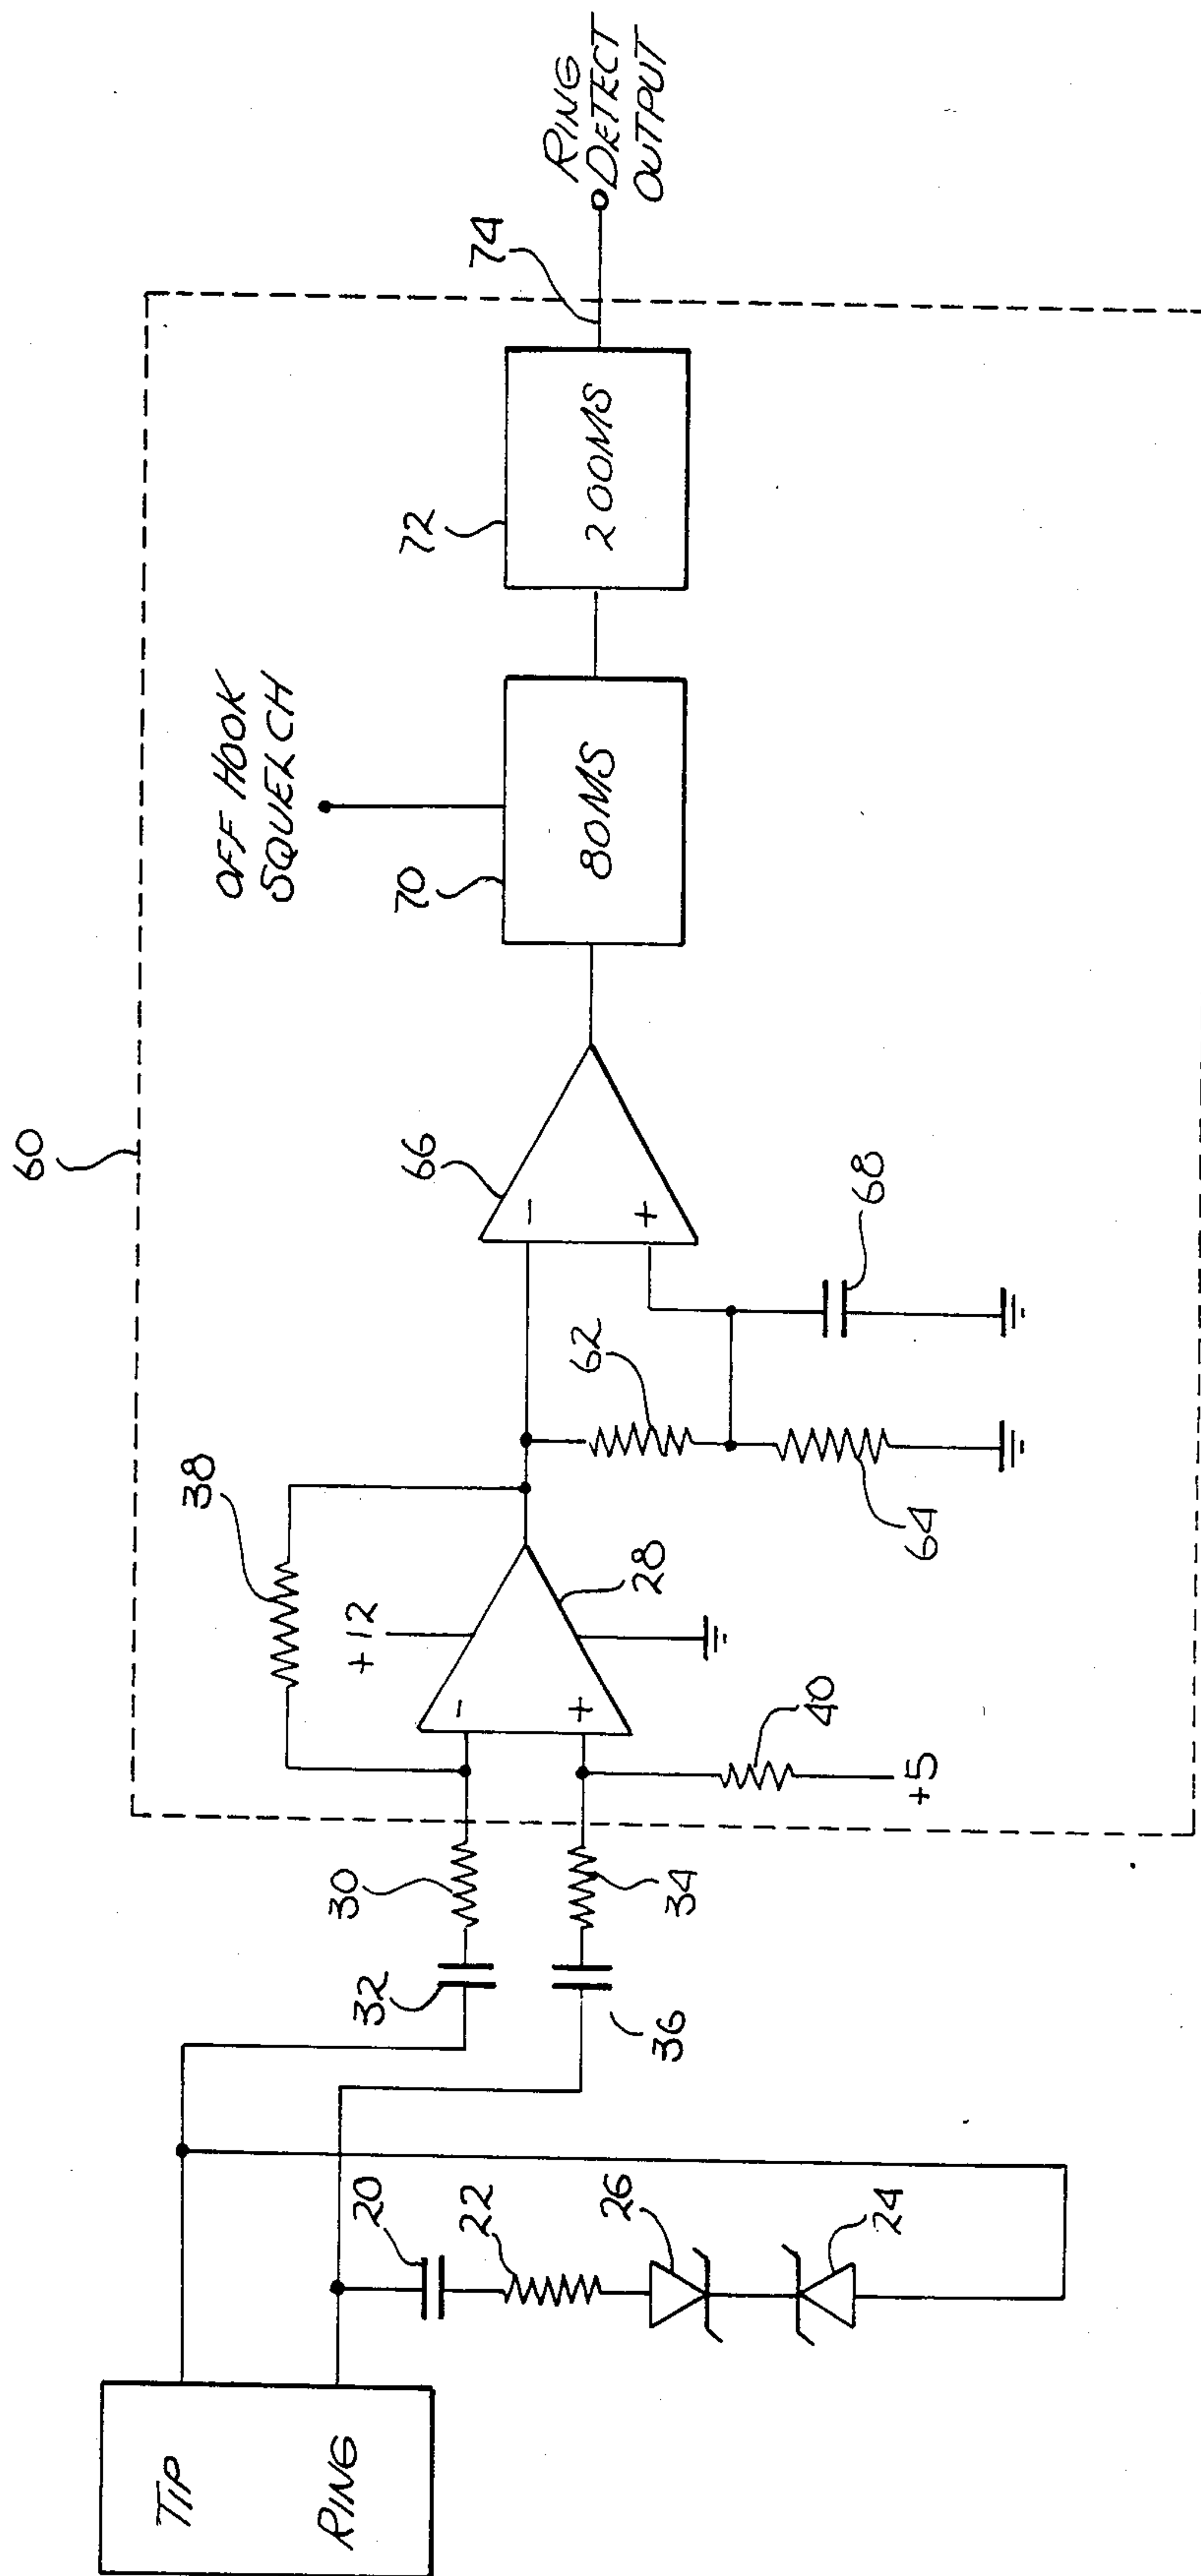 TIP
RING
20
22
26
24
32
30
36
34
38
+12
28
40
+5
60
62
64
66
68
OFF HOOK
SQUELCH
70
80MS
72
200MS
74
RING
DETECT
OUTPUT
-
+
-
+